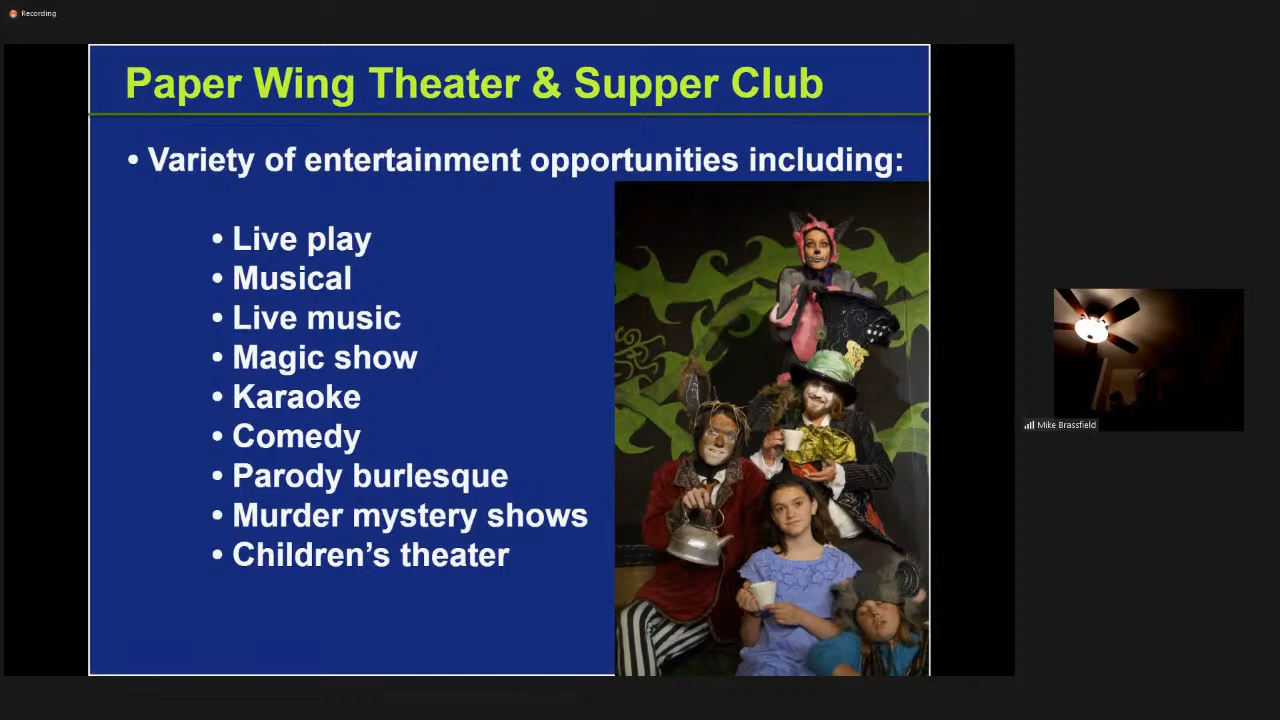 Recording
Paper Wing Theater & Supper Club
• Variety of entertainment opportunities including:
• Live play
• Musical
• Live music
• Magic show
• Karaoke
• Comedy
• Parody burlesque
• Murder mystery shows
• Children’s theater
Mike Brassfield